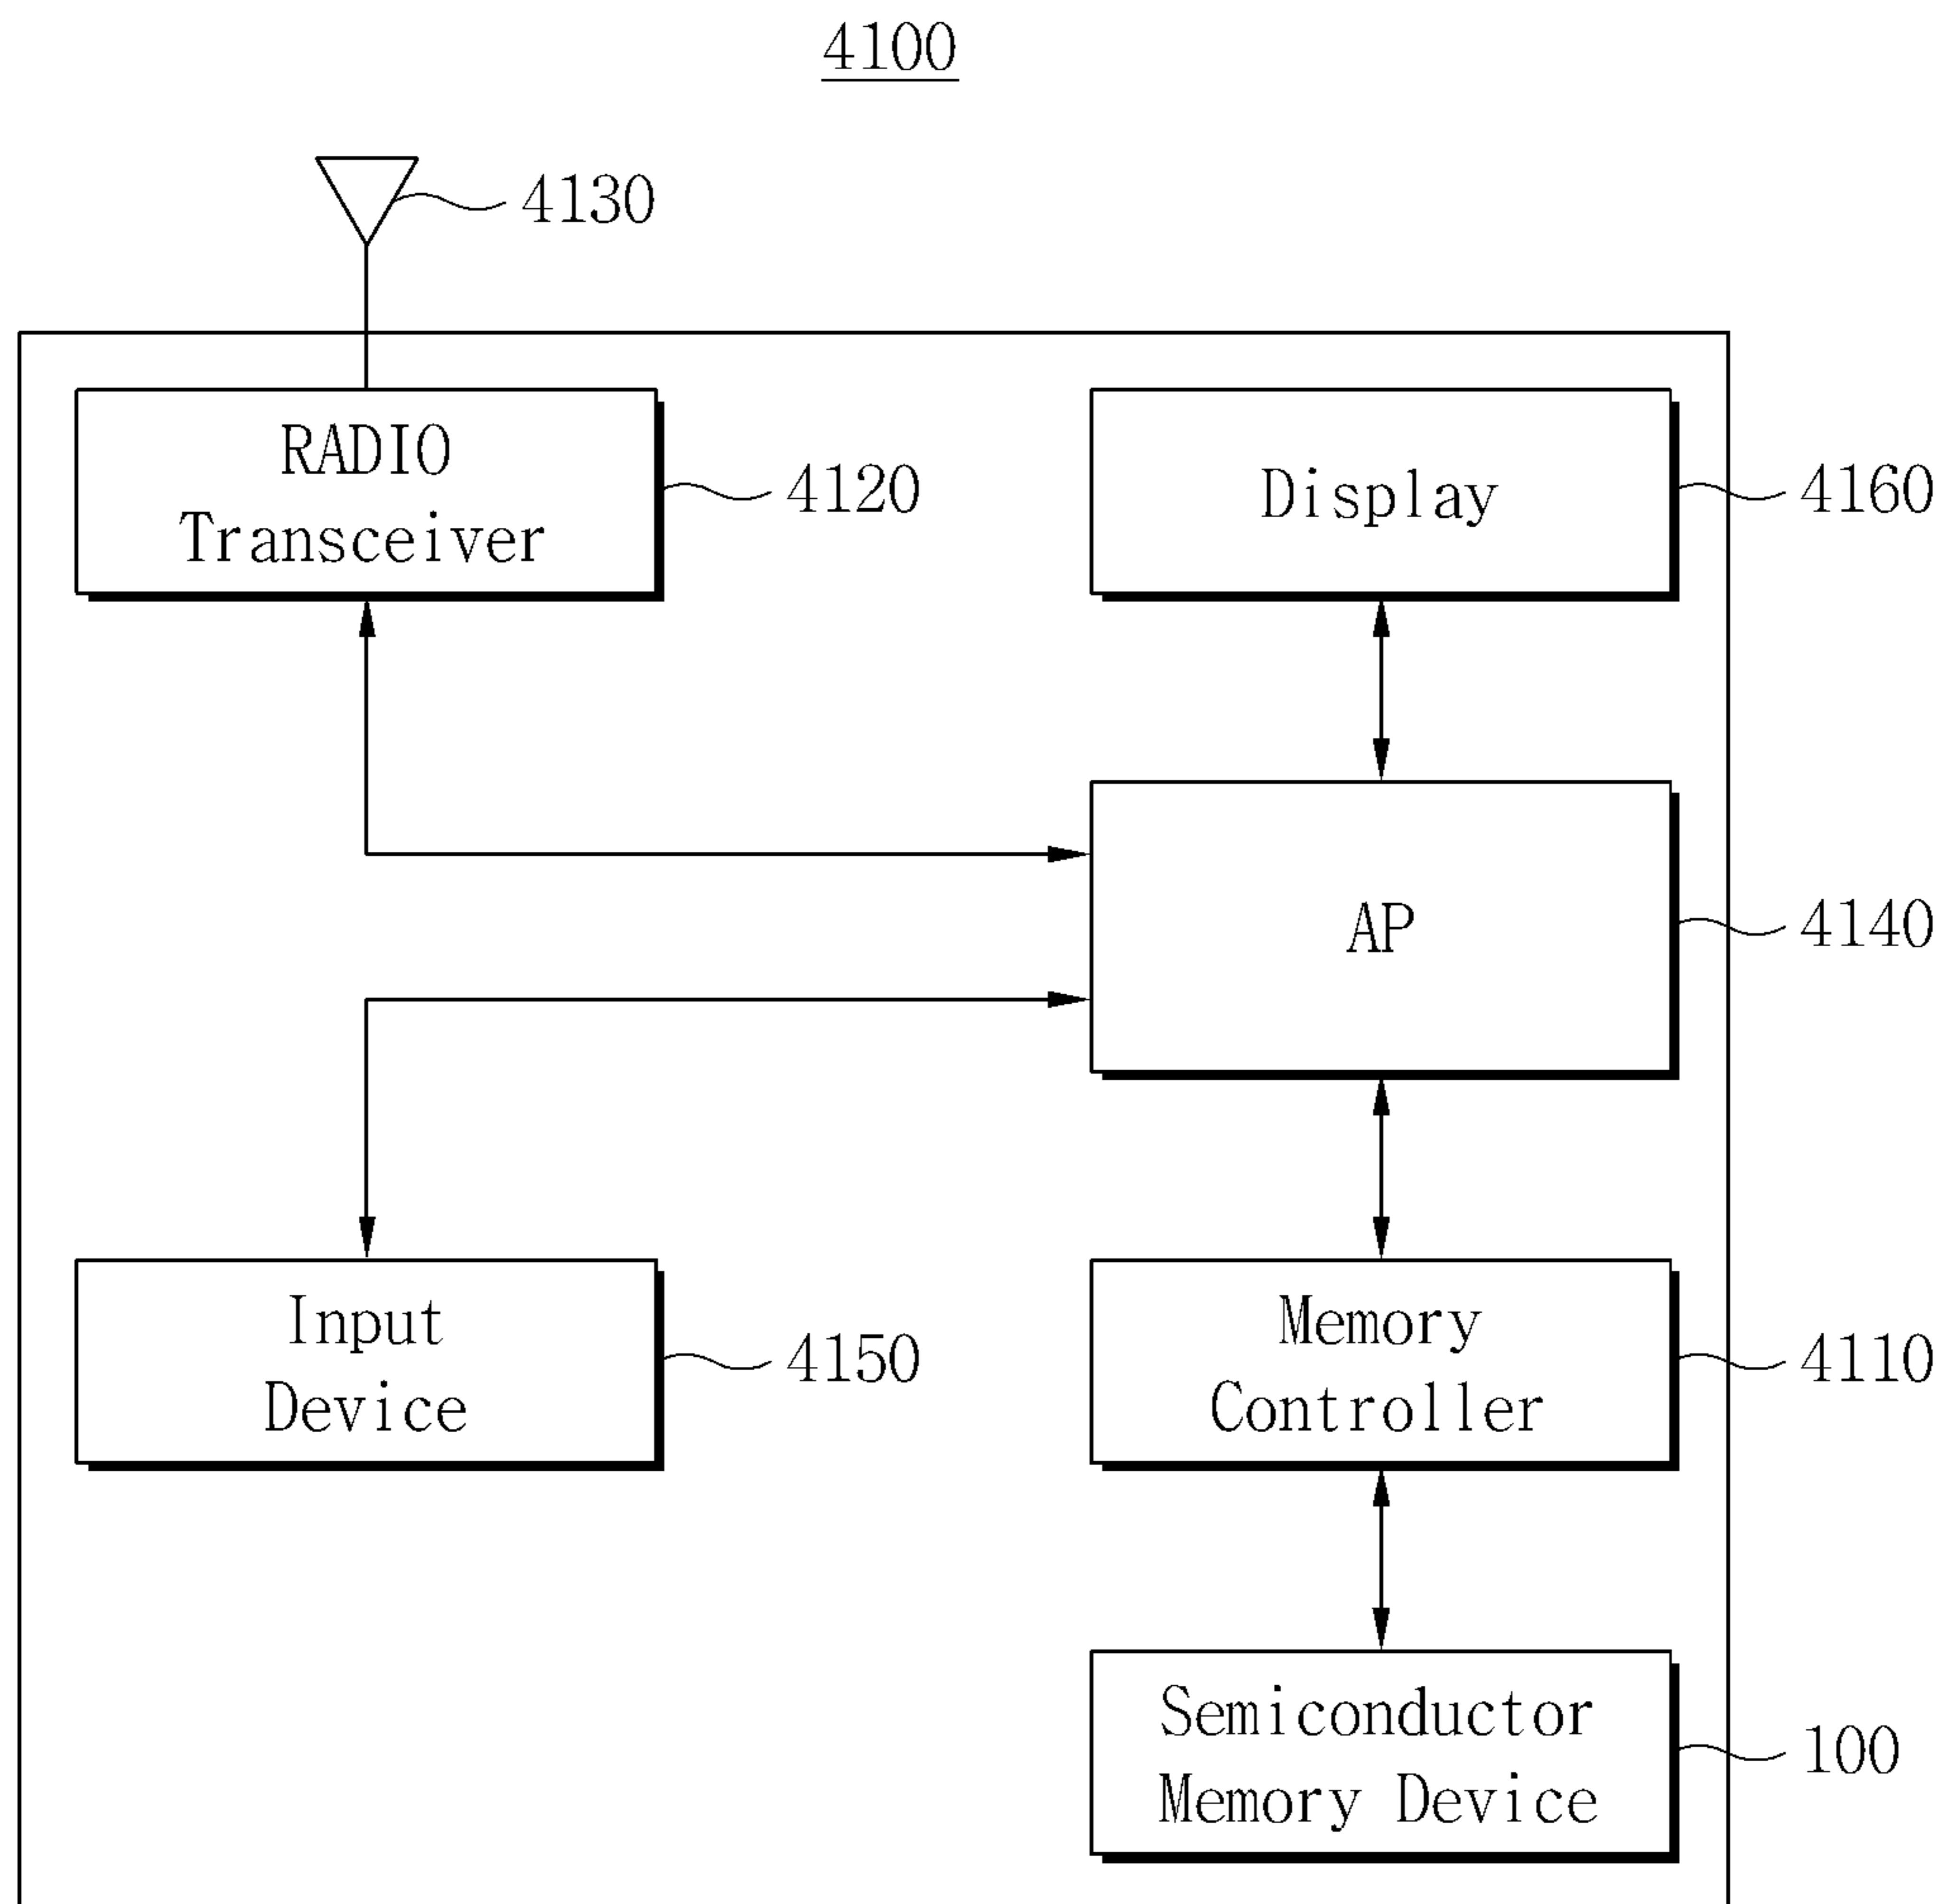 4100
4130
RADIO
Transceiver
4120
Display
4160
AP
4140
Input
Device
4150
Memory
Controller
4110
Semiconductor
Memory Device
100